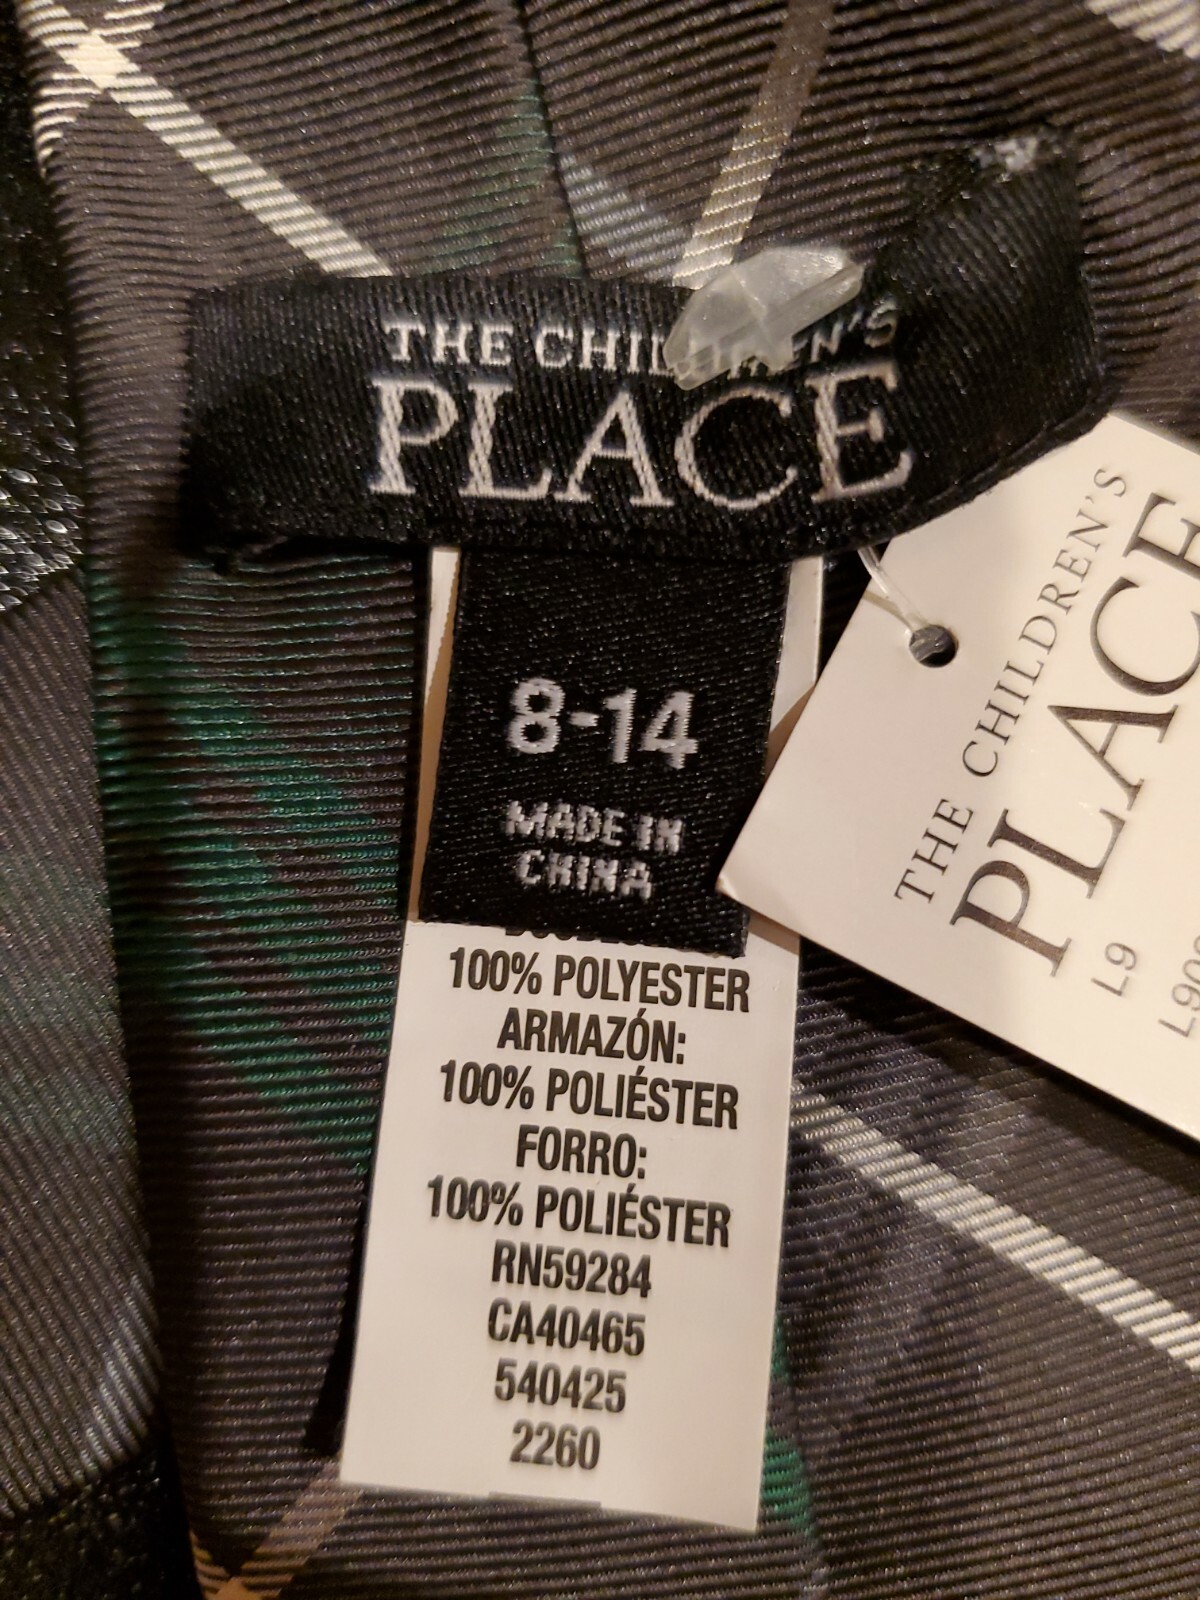 THE CHILDREN'S
PLACE
8-14
MADE IN
CHINA
100% POLYESTER
ARMAZÓN:
100% POLIÉSTER
FORRO:
100% POLIÉSTER
RN59284
CA40465
540425
2260
THE CHILDREN'S
PLACE
L9